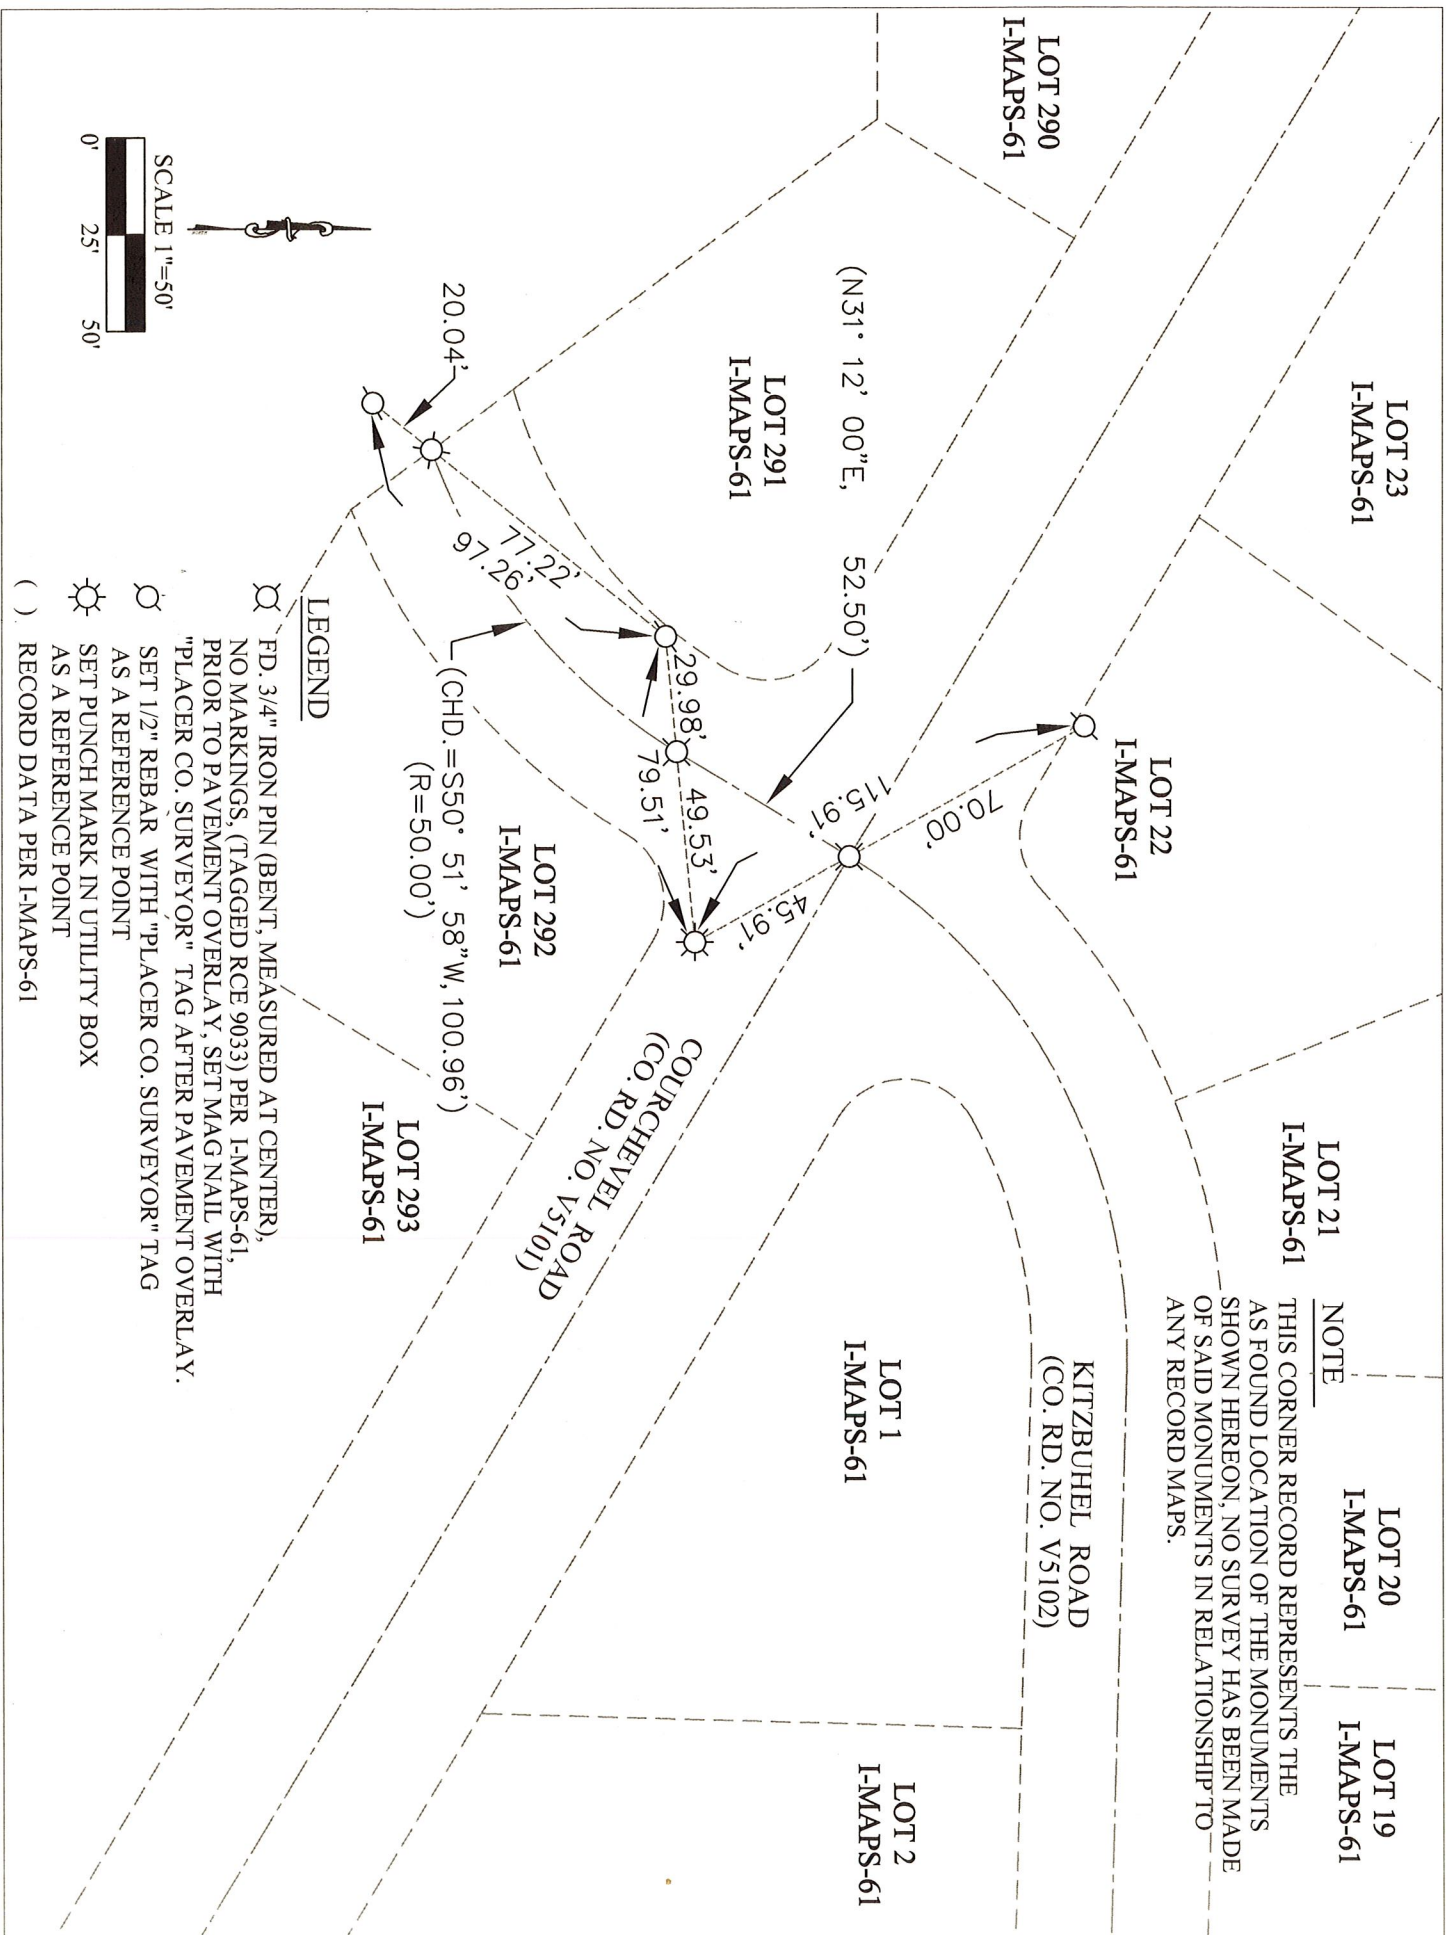 LOT 23
I-MAPS-61
LOT 22
I-MAPS-61
LOT 21
I-MAPS-61
LOT 20
I-MAPS-61
LOT 19
I-MAPS-61
NOTE
THIS CORNER RECORD REPRESENTS THE
AS FOUND LOCATION OF THE MONUMENTS
SHOWN HEREON, NO SURVEY HAS BEEN MADE
OF SAID MONUMENTS IN RELATIONSHIP TO
ANY RECORD MAPS.
LOT 290
I-MAPS-61
KITZBUHEL ROAD
(CO. RD. NO. V5102)
LOT 1
I-MAPS-61
LOT 2
I-MAPS-61
(N31° 12' 00"E,
52.50')
70.00'
115.91'
45.91'
LOT 291
I-MAPS-61
29.98'
49.53'
79.51'
COURCHEVEL ROAD
(CO. RD. NO. V5101)
77.22'
97.26'
20.04'
LOT 292
I-MAPS-61
(CHD.=S50° 51' 58"W, 100.96')
(R=50.00')
LOT 293
I-MAPS-61
LEGEND
FD. 3/4" IRON PIN (BENT, MEASURED AT CENTER),
NO MARKINGS, (TAGGED RCE 9033) PER I-MAPS-61,
PRIOR TO PAVEMENT OVERLAY, SET MAG NAIL WITH
"PLACER CO. SURVEYOR" TAG AFTER PAVEMENT OVERLAY.
SET 1/2" REBAR WITH "PLACER CO. SURVEYOR" TAG
AS A REFERENCE POINT
SET PUNCH MARK IN UTILITY BOX
AS A REFERENCE POINT
( ) RECORD DATA PER I-MAPS-61
SCALE 1"=50'
0' 25' 50'